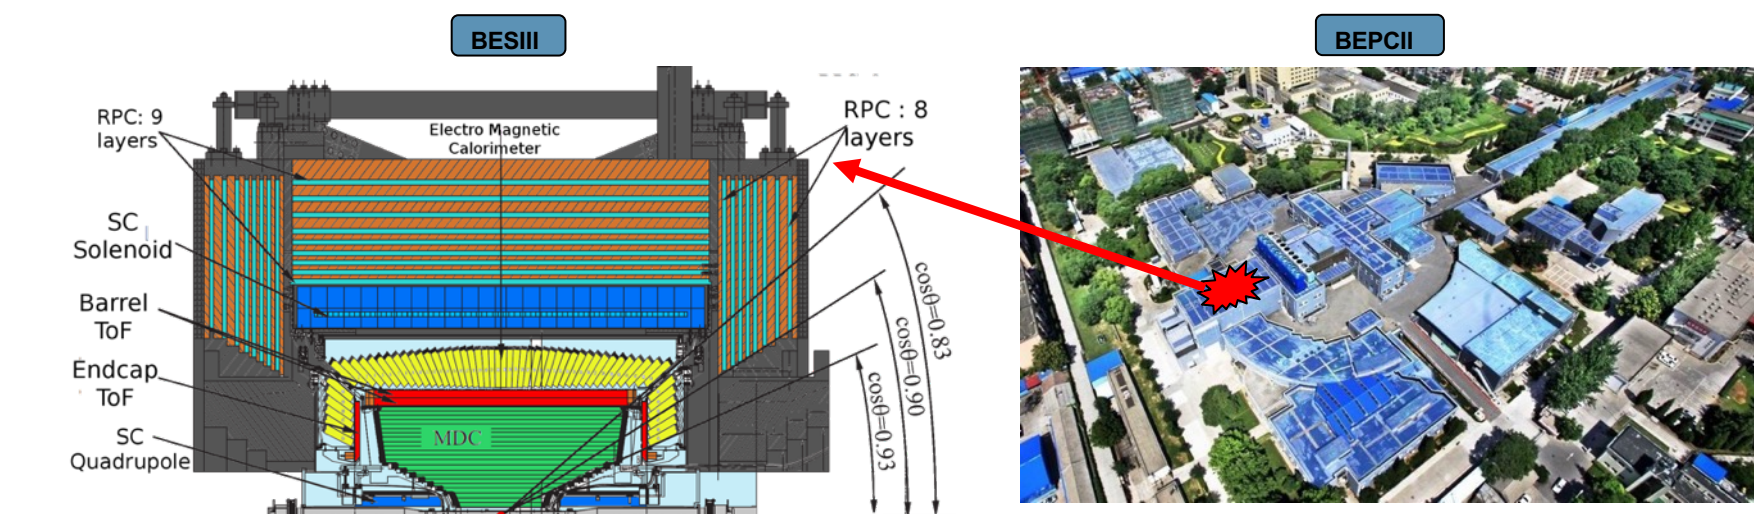 BESIII
BEPCII
RPC: 9
layers
Electro Magnetic
Calorimeter
RPC : 8
layers
SC
Solenoid
Barrel
ToF
Endcap
ToF
SC
Quadrupole
MDC
cosθ=0.83
cosθ=0.90
cosθ=0.93